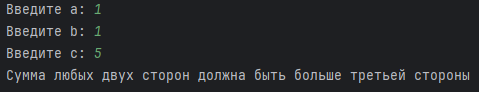 Введите a: 1
Введите b: 1
Введите c: 5
Сумма любых двух сторон должна быть больше третьей стороны